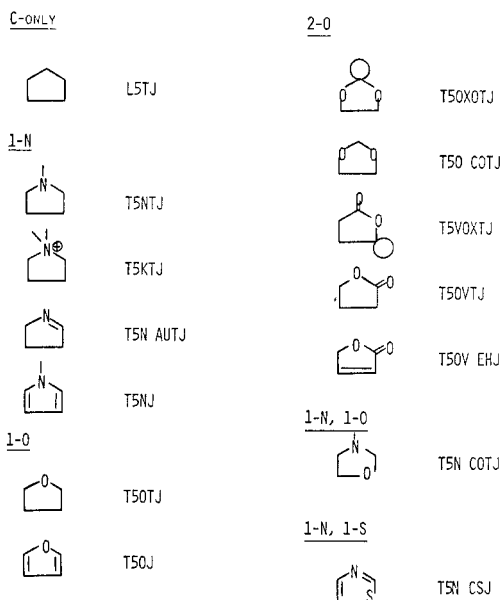 C-ONLY
L5TJ
1-N
N
T5NTJ
N⊕
T5KTJ
N
T5N AUTJ
N
T5NJ
1-O
O
T5OTJ
O
T5OJ
2-O
O O
T5OXOTJ
O O
T5O COTJ
O
O
T5VOXTJ
O
O
T5OVTJ
O
O
T5OV EHJ
1-N, 1-O
N
O
T5N COTJ
1-N, 1-S
N
S
T5N CSJ